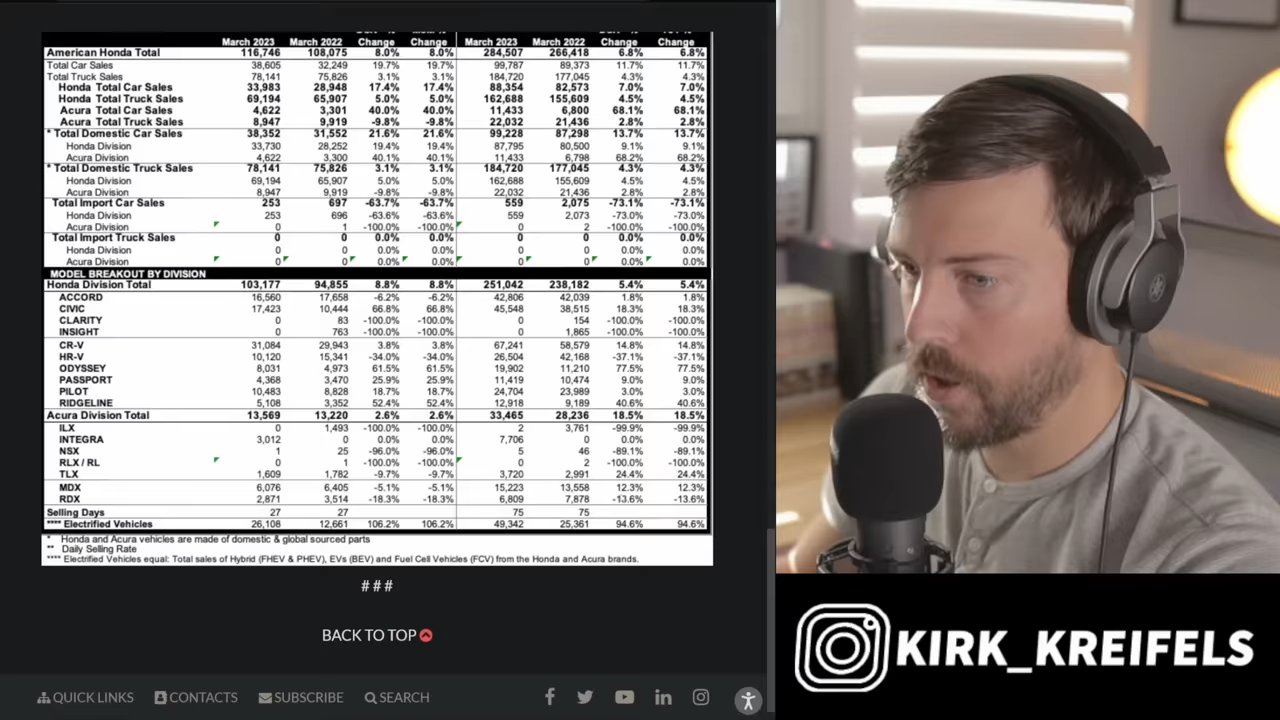 March 2023 March 2022 Change Change March 2023 March 2022 Change Change
American Honda Total 116,746 108,075 8.0% 8.0% 284,507 266,418 6.8% 6.8%
Total Car Sales 38,605 32,249 19.7% 19.7% 99,787 89,373 11.7% 11.7%
Total Truck Sales 78,141 75,826 3.1% 3.1% 184,720 177,045 4.3% 4.3%
Honda Total Car Sales 33,983 28,948 17.4% 17.4% 88,354 82,573 7.0% 7.0%
Honda Total Truck Sales 69,194 65,907 5.0% 5.0% 162,688 155,609 4.5% 4.5%
Acura Total Car Sales 4,622 3,301 40.0% 40.0% 11,433 6,800 68.1% 68.1%
Acura Total Truck Sales 8,947 9,919 -9.8% -9.8% 22,032 21,436 2.8% 2.8%
* Total Domestic Car Sales 38,352 31,552 21.6% 21.6% 99,228 87,298 13.7% 13.7%
Honda Division 33,730 28,252 19.4% 19.4% 87,795 80,500 9.1% 9.1%
Acura Division 4,622 3,300 40.1% 40.1% 11,433 6,798 68.2% 68.2%
* Total Domestic Truck Sales 78,141 75,826 3.1% 3.1% 184,720 177,045 4.3% 4.3%
Honda Division 69,194 65,907 5.0% 5.0% 162,688 155,609 4.5% 4.5%
Acura Division 8,947 9,919 -9.8% -9.8% 22,032 21,436 2.8% 2.8%
Total Import Car Sales 253 697 -63.7% -63.7% 559 2,075 -73.1% -73.1%
Honda Division 253 696 -63.6% -63.6% 559 2,073 -73.0% -73.0%
Acura Division 0 1 -100.0% -100.0% 0 2 -100.0% -100.0%
Total Import Truck Sales 0 0 0.0% 0.0% 0 0 0.0% 0.0%
Honda Division 0 0 0.0% 0.0% 0 0 0.0% 0.0%
Acura Division 0 0 0.0% 0.0% 0 0 0.0% 0.0%
MODEL BREAKOUT BY DIVISION
Honda Division Total 103,177 94,855 8.8% 8.8% 251,042 238,182 5.4% 5.4%
ACCORD 16,560 17,658 -6.2% -6.2% 42,806 42,039 1.8% 1.8%
CIVIC 17,423 10,444 66.8% 66.8% 45,548 38,515 18.3% 18.3%
CLARITY 0 83 -100.0% -100.0% 0 154 -100.0% -100.0%
INSIGHT 0 763 -100.0% -100.0% 0 1,865 -100.0% -100.0%
CR-V 31,084 29,943 3.8% 3.8% 67,241 58,579 14.8% 14.8%
HR-V 10,120 15,341 -34.0% -34.0% 26,504 42,168 -37.1% -37.1%
ODYSSEY 8,031 4,973 61.5% 61.5% 19,902 11,210 77.5% 77.5%
PASSPORT 4,368 3,470 25.9% 25.9% 11,419 10,474 9.0% 9.0%
PILOT 10,483 8,828 18.7% 18.7% 24,704 23,989 3.0% 3.0%
RIDGELINE 5,108 3,352 52.4% 52.4% 12,918 9,189 40.6% 40.6%
Acura Division Total 13,569 13,220 2.6% 2.6% 33,465 28,236 18.5% 18.5%
ILX 0 1,493 -100.0% -100.0% 2 3,761 -99.9% -99.9%
INTEGRA 3,012 0 0.0% 0.0% 7,706 0 0.0% 0.0%
NSX 1 25 -96.0% -96.0% 5 46 -89.1% -89.1%
RLX / RL 0 1 -100.0% -100.0% 0 2 -100.0% -100.0%
TLX 1,609 1,782 -9.7% -9.7% 3,720 2,991 24.4% 24.4%
MDX 6,076 6,405 -5.1% -5.1% 15,223 13,558 12.3% 12.3%
RDX 2,871 3,514 -18.3% -18.3% 6,809 7,878 -13.6% -13.6%
Selling Days 27 27 75 75
**** Electrified Vehicles 26,108 12,661 106.2% 106.2% 49,342 25,361 94.6% 94.6%
* Honda and Acura vehicles are made of domestic & global sourced parts
** Daily Selling Rate
**** Electrified Vehicles equal: Total sales of Hybrid (FHEV & PHEV), EVs (BEV) and Fuel Cell Vehicles (FCV) from the Honda and Acura brands.
# # #
BACK TO TOP
QUICK LINKS CONTACTS SUBSCRIBE SEARCH
KIRK_KREIFELS